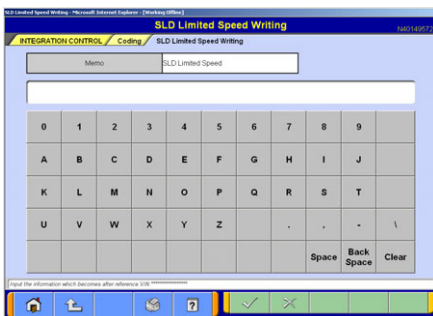 SLD Limited Speed Writing - Microsoft Internet Explorer - [Working Offline]
SLD Limited Speed Writing
N40149572
INTEGRATION CONTROL Coding SLD Limited Speed Writing
Memo SLD Limited Speed
0 1 2 3 4 5 6 7 8 9
A B C D E F G H I J
K L M N O P Q R S T
U V W X Y Z . , - \
Space Back Space Clear
Input the information which becomes after reference VIN *****************
?